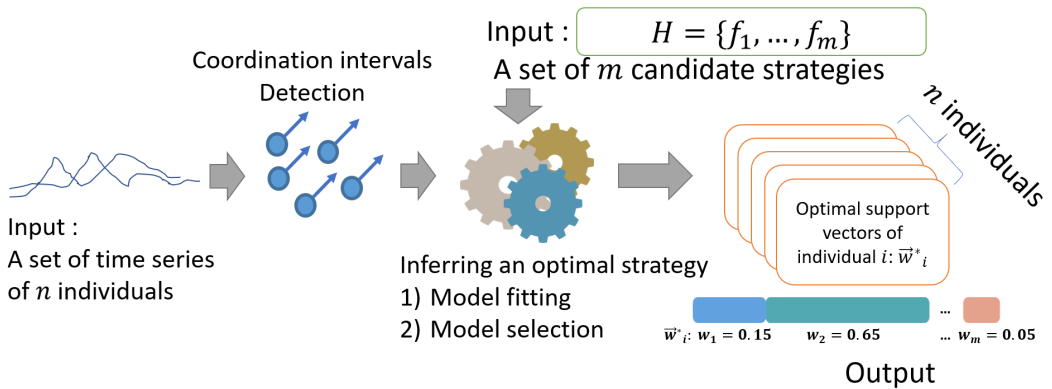 Input : H = {f₁, … , fₘ}
A set of m candidate strategies
Coordination intervals
Detection
Input :
A set of time series
of n individuals
Inferring an optimal strategy
1) Model fitting
2) Model selection
n individuals
Optimal support
vectors of
individual i: w⃗*ᵢ
...
w⃗*ᵢ: w₁ = 0.15 w₂ = 0.65 ... wₘ = 0.05
Output